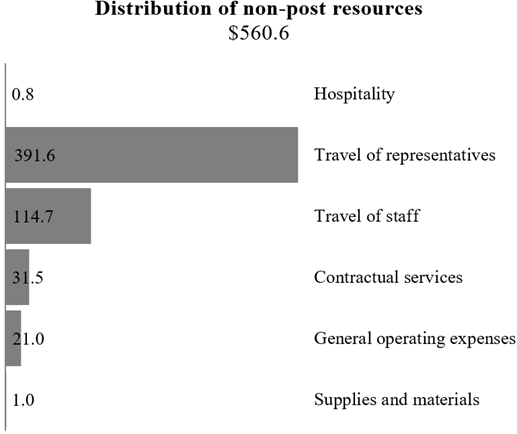 Distribution of non-post resources
$560.6
0.8 Hospitality
391.6 Travel of representatives
114.7 Travel of staff
31.5 Contractual services
21.0 General operating expenses
1.0 Supplies and materials